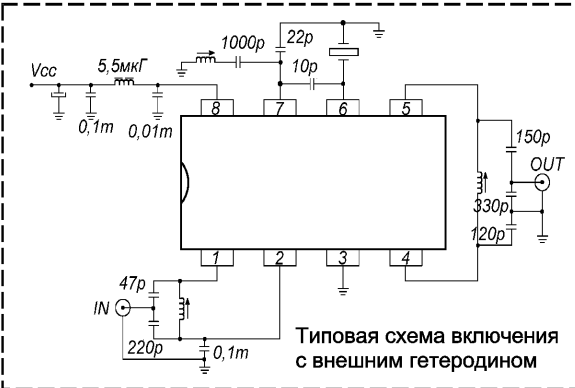 1000p
22p
5,5мкГ
Vcc
10p
8
7
6
5
0,1m
0,01m
150p
OUT
330p
120p
1
2
3
4
47p
IN
220p
0,1m
Типовая схема включения
с внешним гетеродином